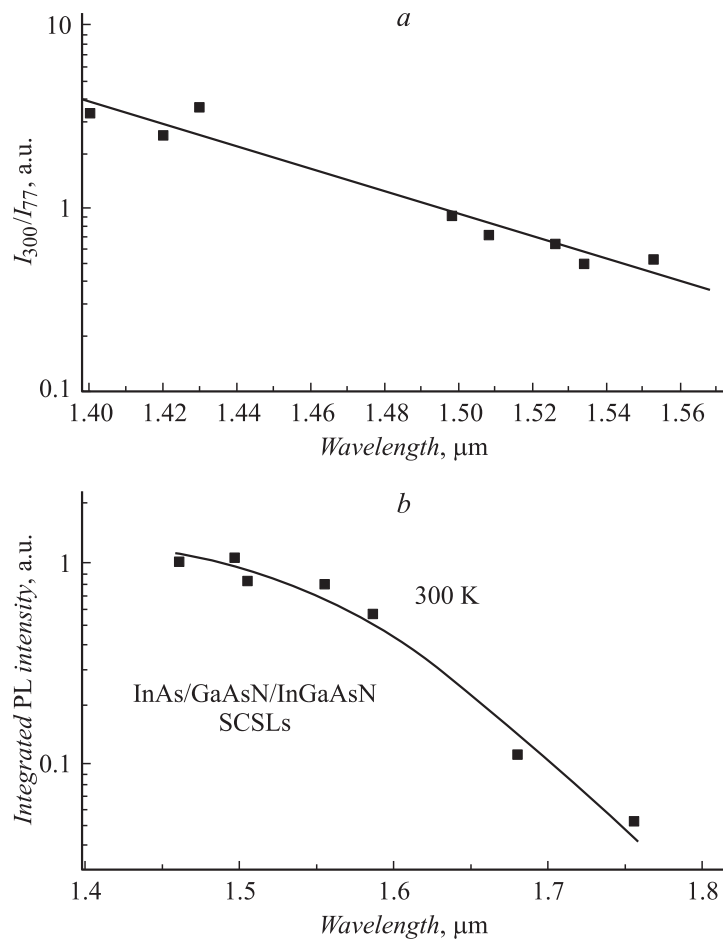 a
10
1
0.1
I300/I77, a.u.
1.40 1.42 1.44 1.46 1.48 1.50 1.52 1.54 1.56
Wavelength, μm
b
1
0.1
Integrated PL intensity, a.u.
300 K
InAs/GaAsN/InGaAsN
SCSLs
1.4 1.5 1.6 1.7 1.8
Wavelength, μm